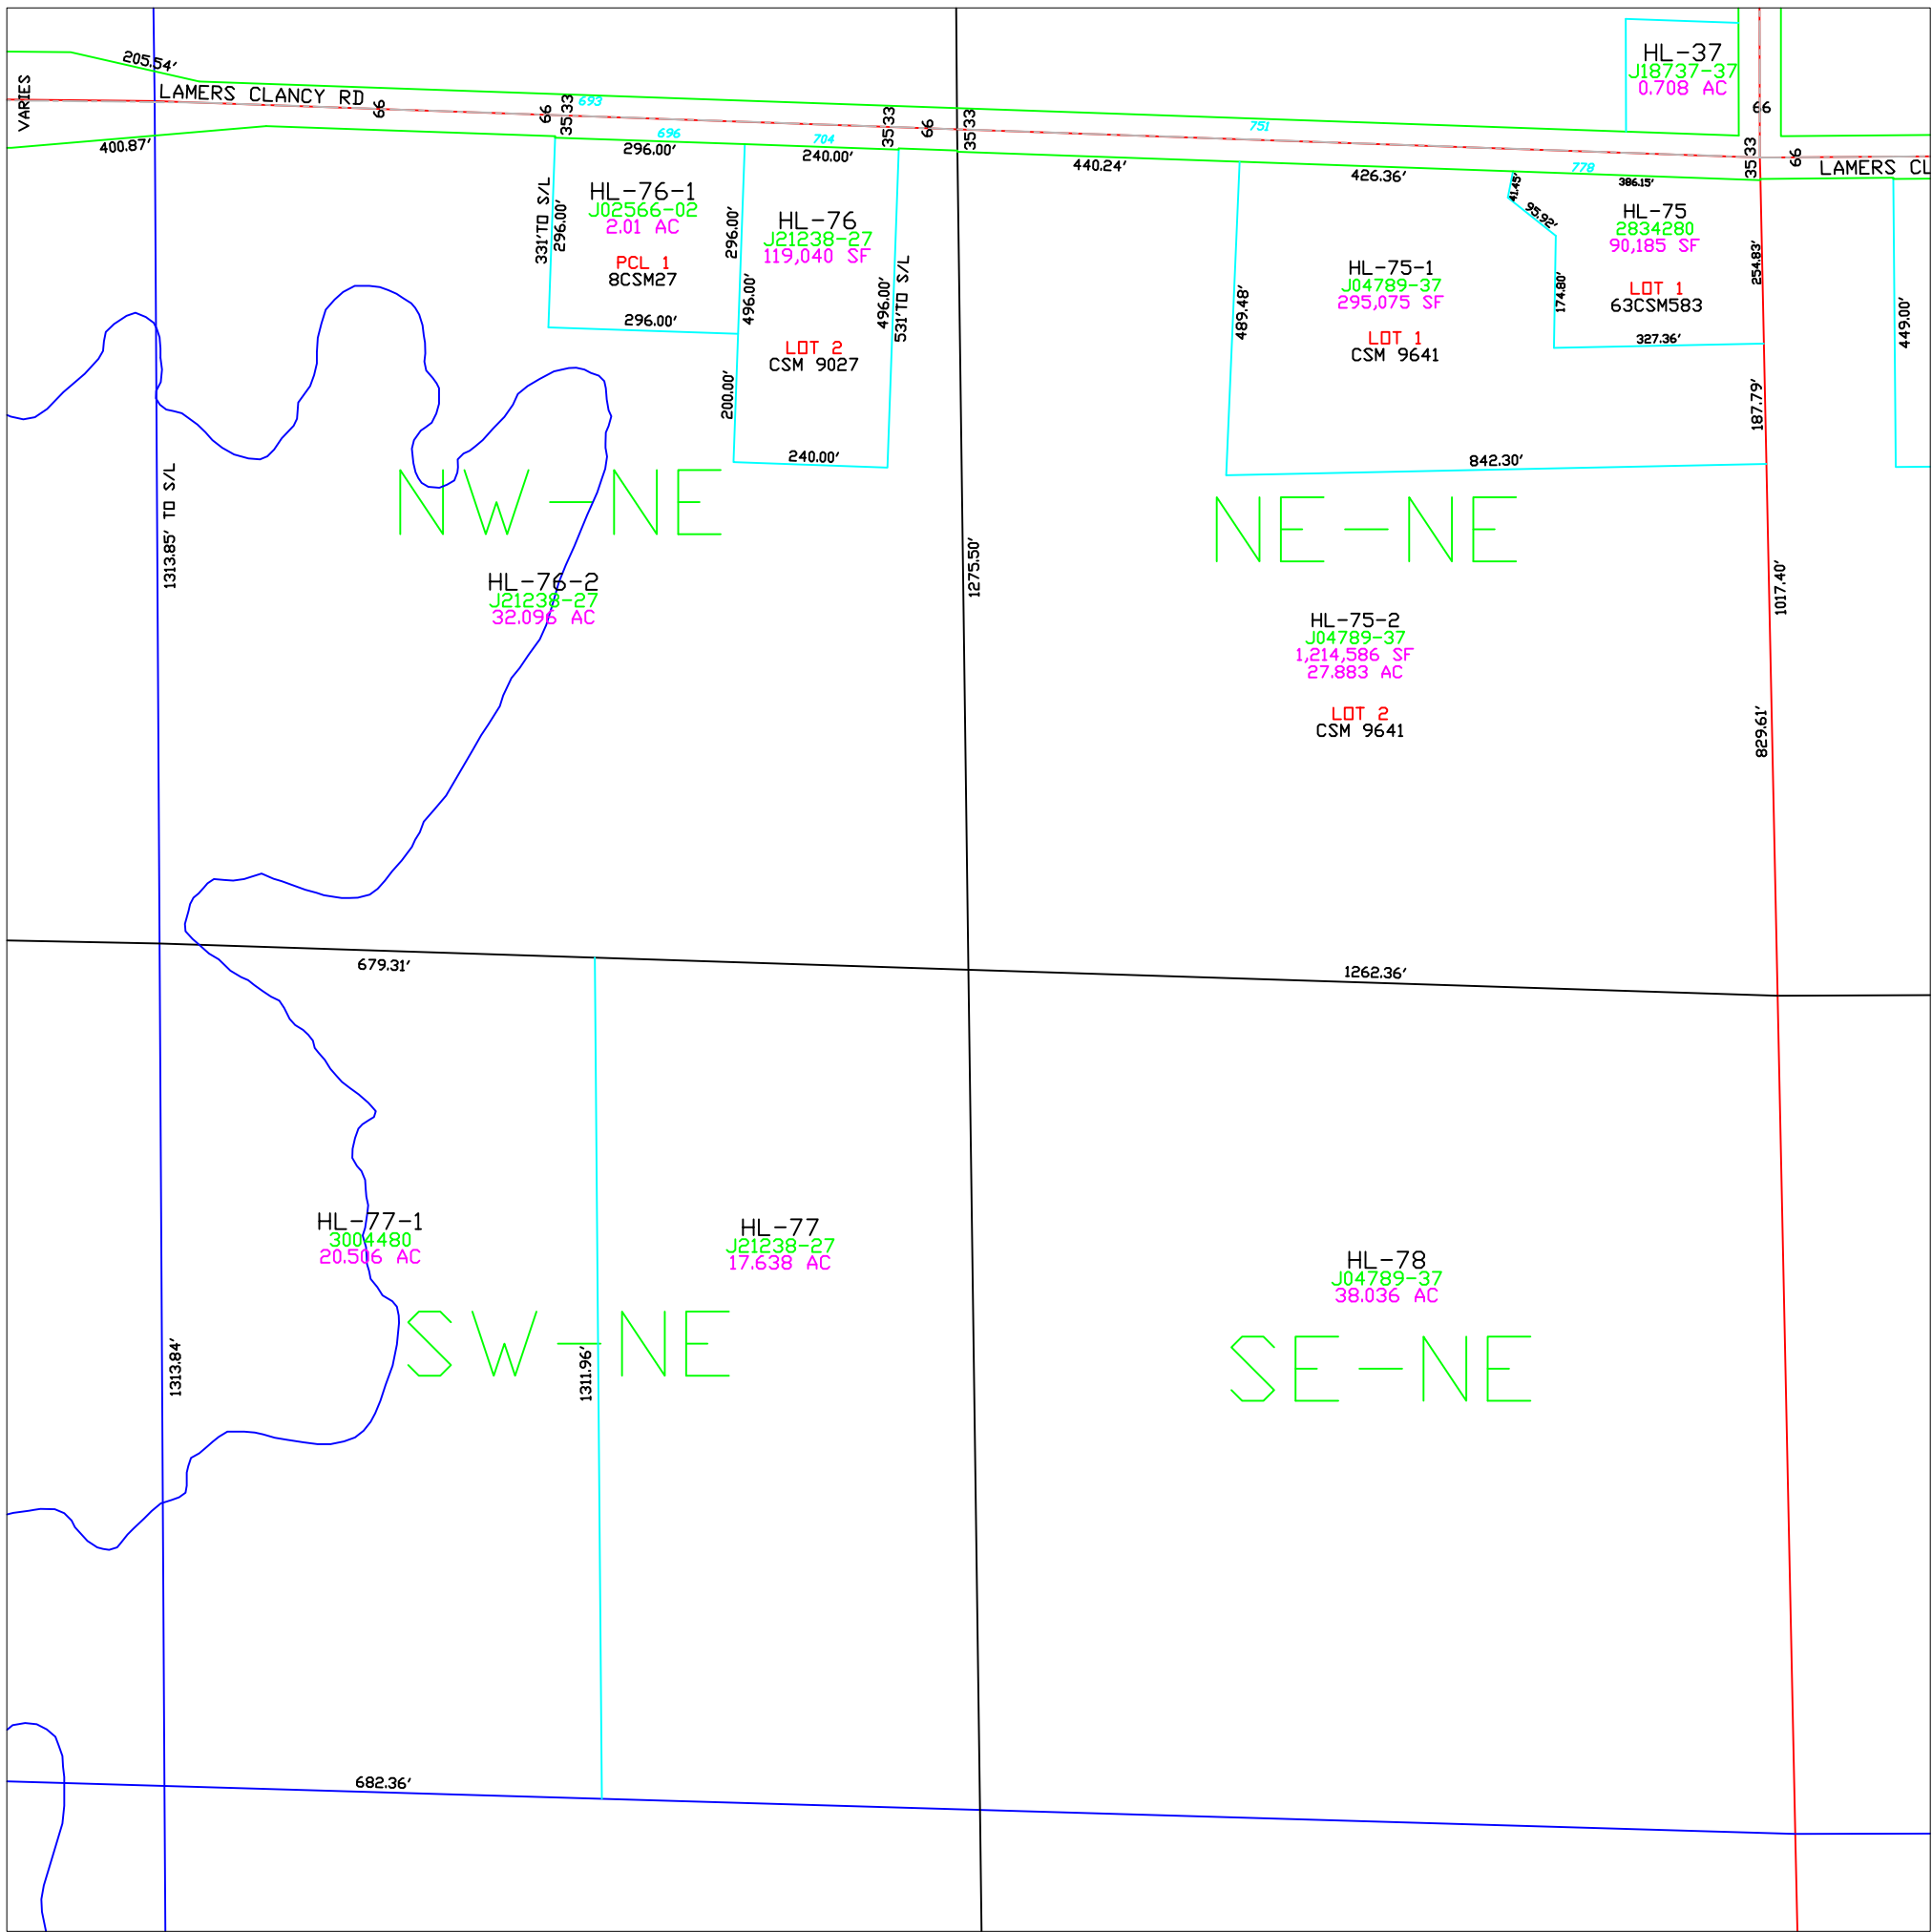 HL-37
J18737-37
0.708 AC
205.54'
VARIES
LAMERS CLANCY RD
66
66
35.33
693
35.33
66
35.33
751
66
35.33
66
LAMERS CL
400.87'
696
296.00'
704
240.00'
440.24'
426.36'
778
386.15'
331'TO S/L
296.00'
HL-76-1
J02566-02
2.01 AC
PCL 1
8CSM27
296.00'
296.00'
HL-76
J21238-27
119,040 SF
496.00'
496.00'
531'TO S/L
LOT 2
CSM 9027
200.00'
240.00'
489.48'
HL-75-1
J04789-37
295,075 SF
LOT 1
CSM 9641
41.45'
95.92'
174.80'
HL-75
2834280
90,185 SF
LOT 1
63CSM583
327.36'
254.83'
187.79'
449.00'
842.30'
1313.85' TO S/L
NW-NE
HL-76-2
J21238-27
32.096 AC
1275.50'
NE-NE
HL-75-2
J04789-37
1,214,586 SF
27.883 AC
LOT 2
CSM 9641
1017.40'
829.61'
679.31'
1262.36'
HL-77-1
3004480
20.506 AC
HL-77
J21238-27
17.638 AC
HL-78
J04789-37
38.036 AC
SW-NE
SE-NE
1313.84'
1311.96'
682.36'